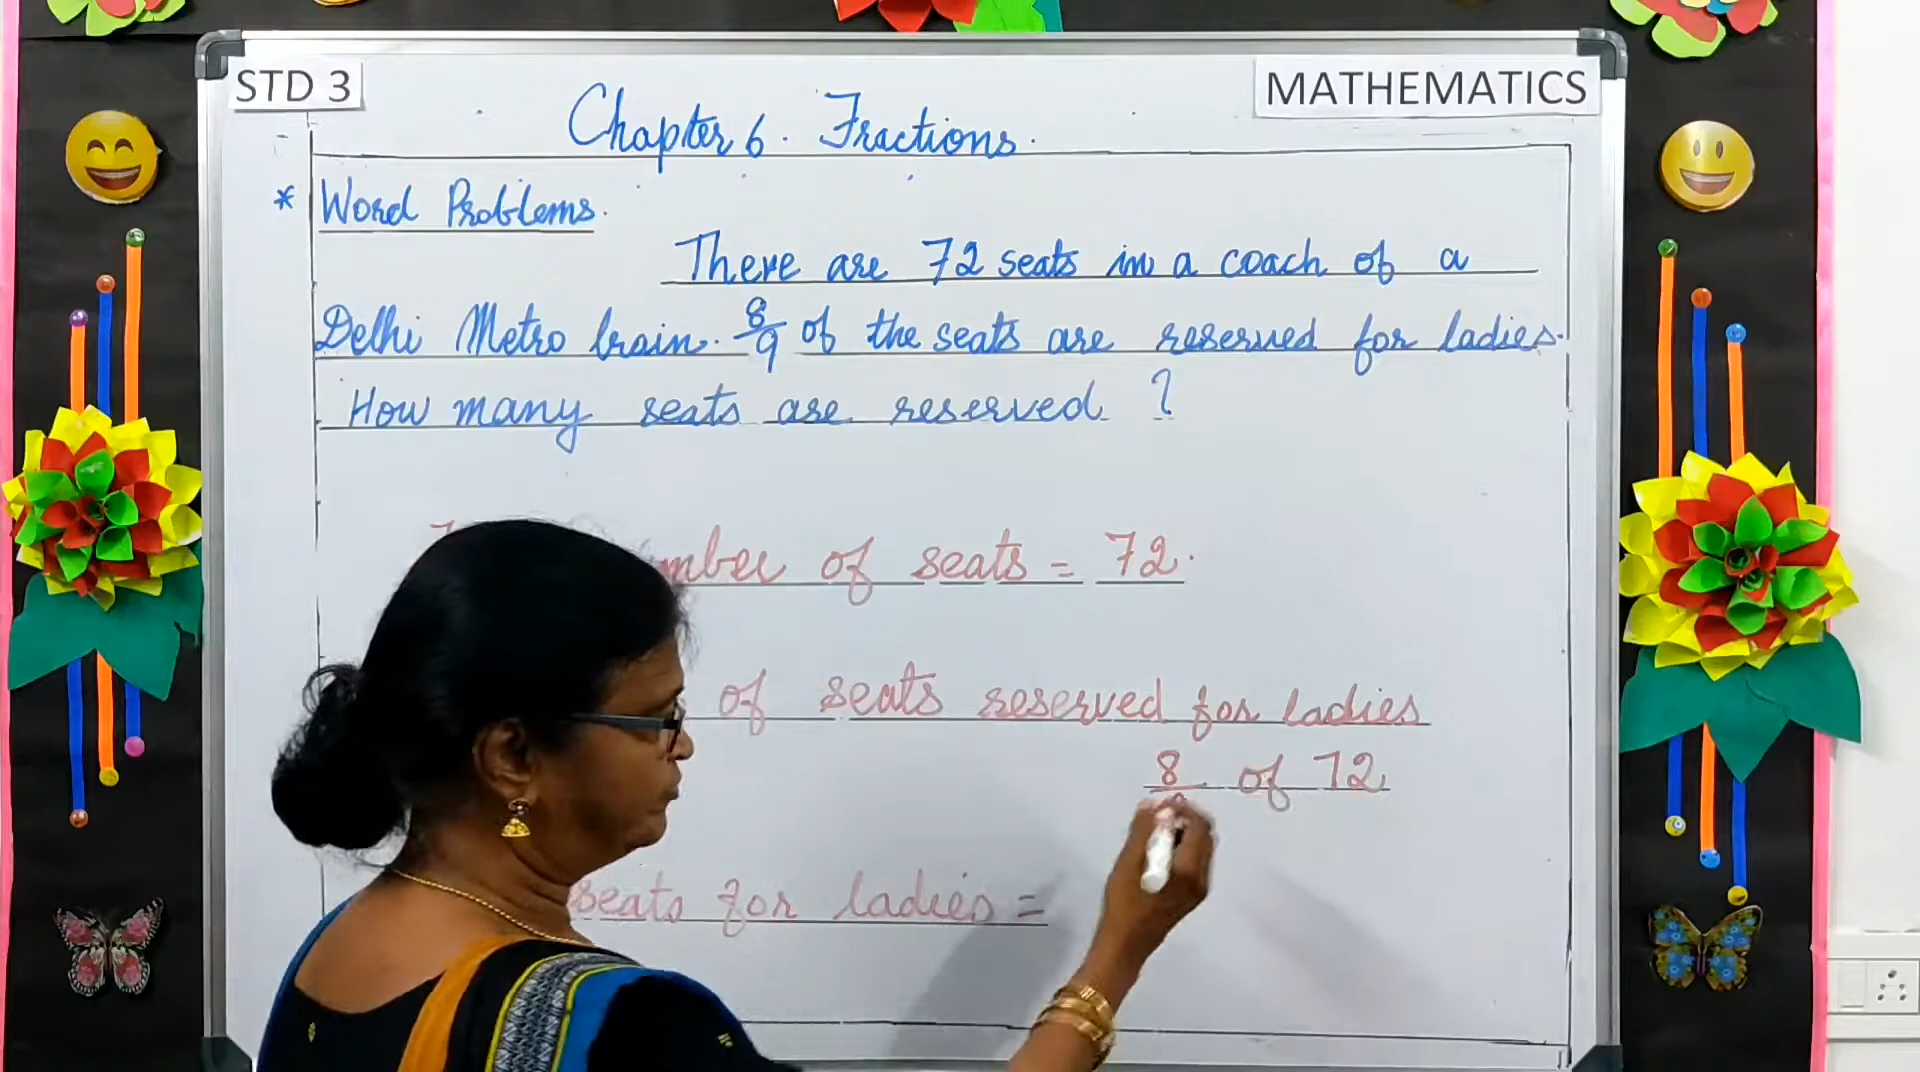 STD 3
MATHEMATICS
Chapter 6. Fractions.
* Word Problems.
There are 72 seats in a coach of a
Delhi Metro train. 8/9 of the seats are reserved for ladies.
How many seats are reserved ?
of seats = 72.
of seats reserved for ladies
8/ of 72
seats for ladies =